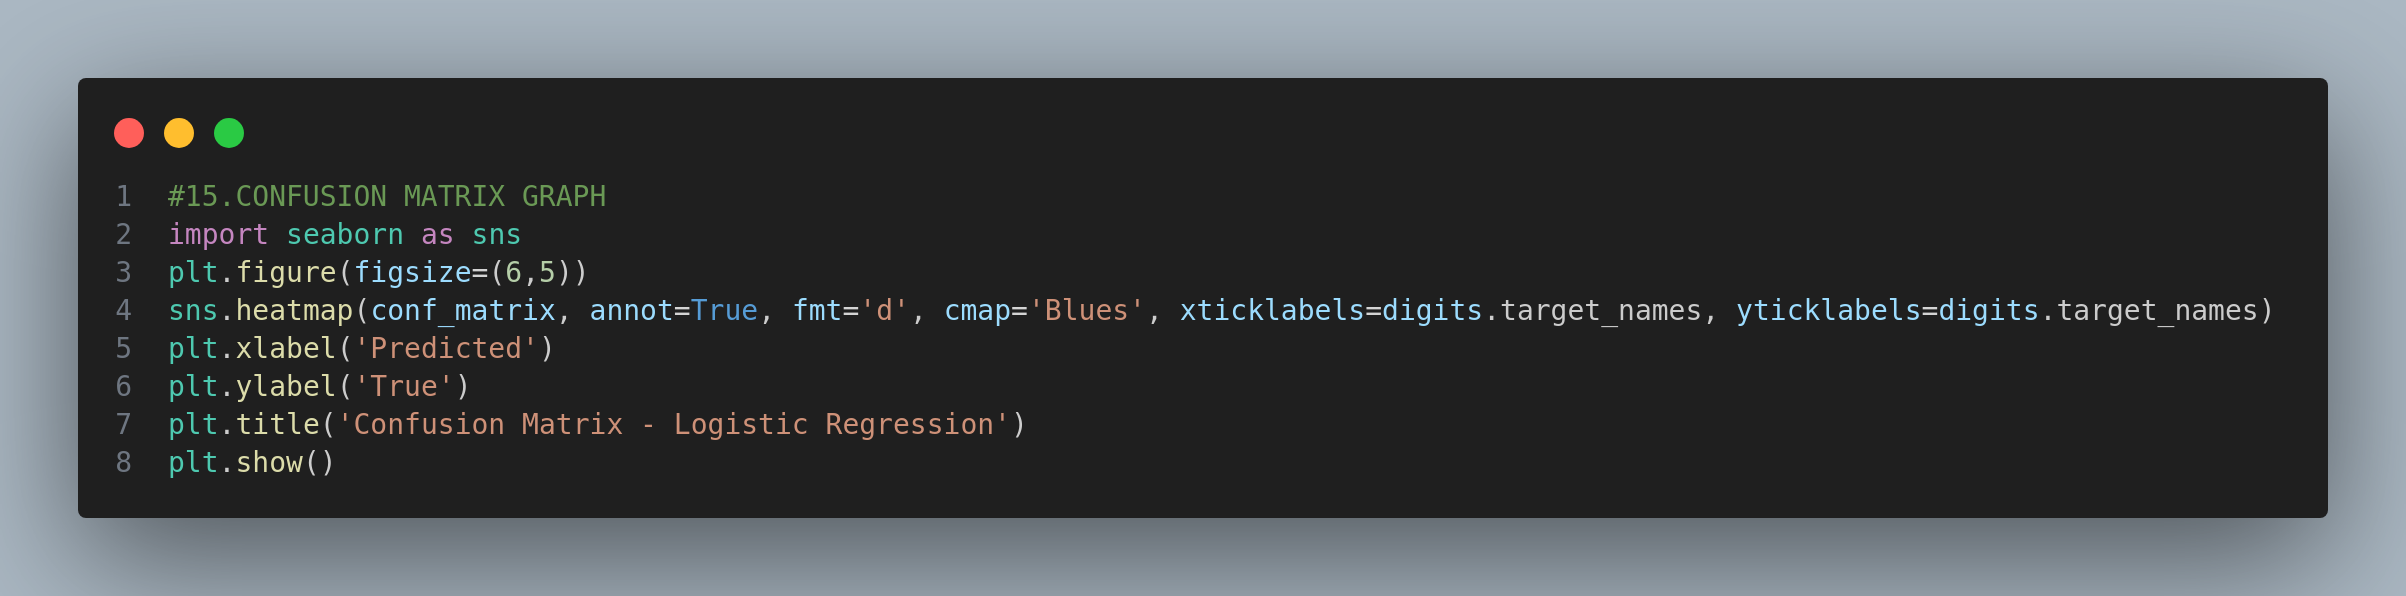 1 #15.CONFUSION MATRIX GRAPH
2 import seaborn as sns
3 plt.figure(figsize=(6,5))
4 sns.heatmap(conf_matrix, annot=True, fmt='d', cmap='Blues', xticklabels=digits.target_names, yticklabels=digits.target_names)
5 plt.xlabel('Predicted')
6 plt.ylabel('True')
7 plt.title('Confusion Matrix - Logistic Regression')
8 plt.show()